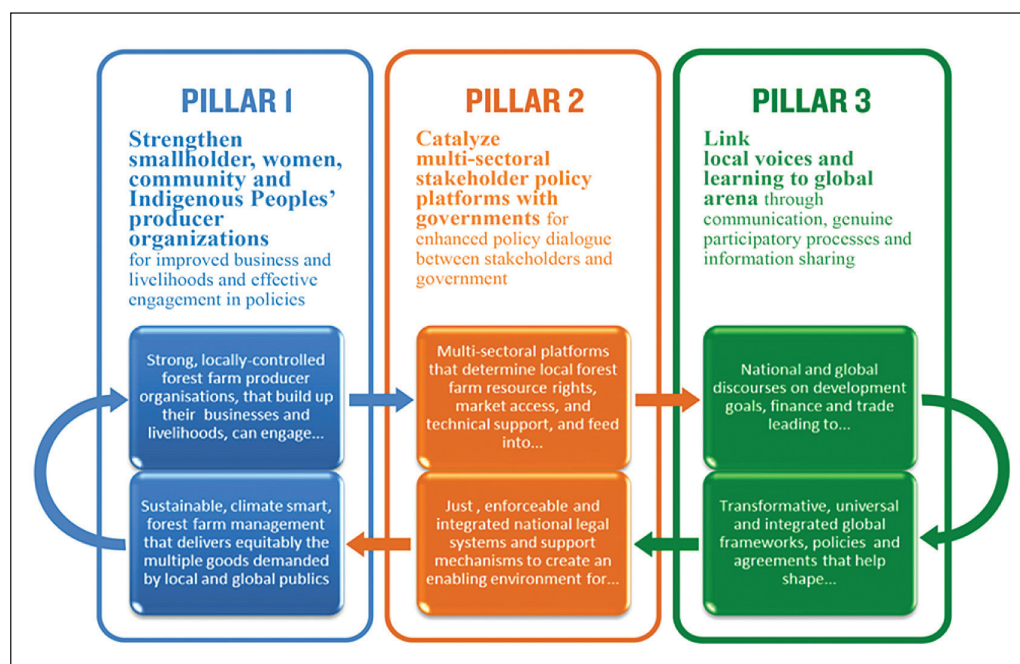 PILLAR 1
Strengthen
smallholder, women,
community and
Indigenous Peoples'
producer
organizations
for improved business and
livelihoods and effective
engagement in policies
Strong, locally-controlled
forest farm producer
organisations, that build up
their businesses and
livelihoods, can engage...
Sustainable, climate smart,
forest farm management
that delivers equitably the
multiple goods demanded
by local and global publics
PILLAR 2
Catalyze
multi-sectoral
stakeholder policy
platforms with
governments for
enhanced policy dialogue
between stakeholders and
government
Multi-sectoral platforms
that determine local forest
farm resource rights,
market access, and
technical support, and feed
into...
Just , enforceable and
integrated national legal
systems and support
mechanisms to create an
enabling environment for...
PILLAR 3
Link
local voices and
learning to global
arena through
communication, genuine
participatory processes and
information sharing
National and global
discourses on development
goals, finance and trade
leading to...
Transformative, universal
and integrated global
frameworks, policies and
agreements that help
shape...